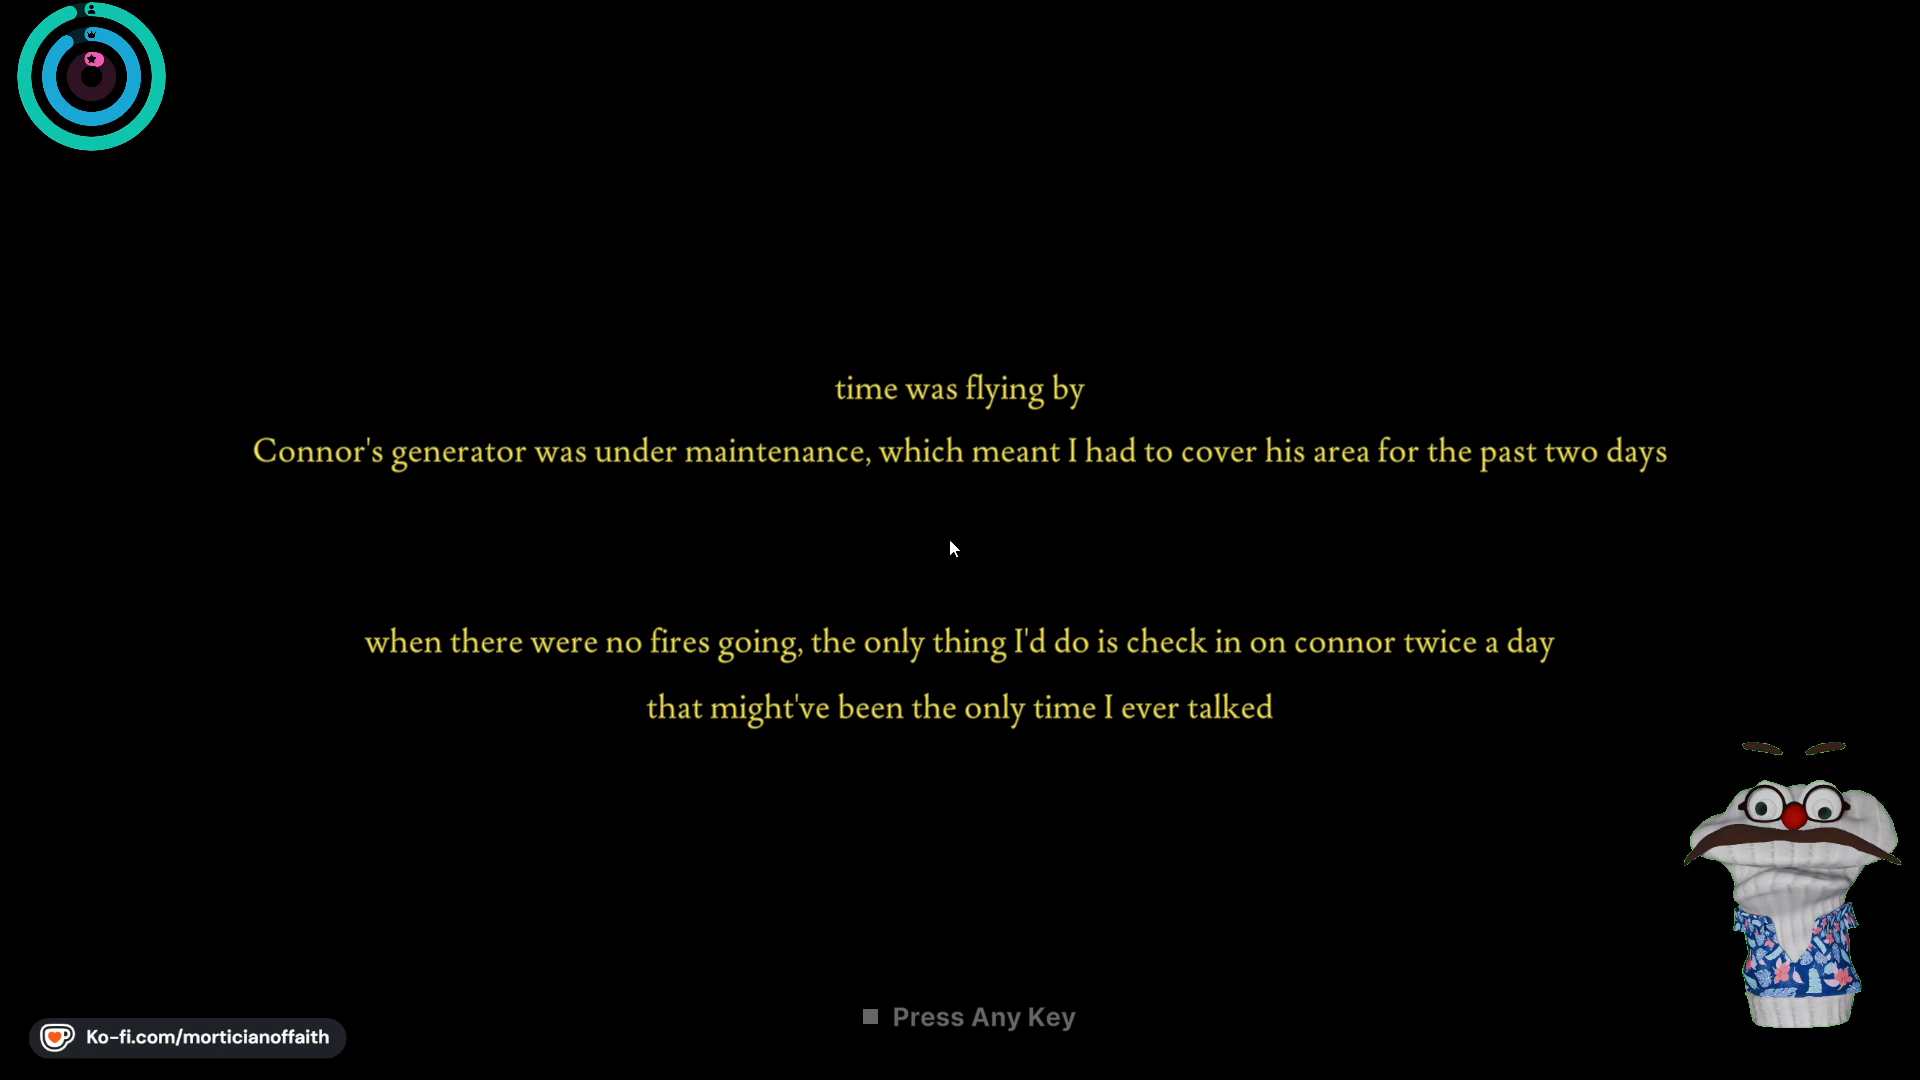 time was flying by
Connor's generator was under maintenance, which meant I had to cover his area for the past two days
when there were no fires going, the only thing I'd do is check in on connor twice a day
that might've been the only time I ever talked
Press Any Key
Ko-fi.com/morticianoffaith